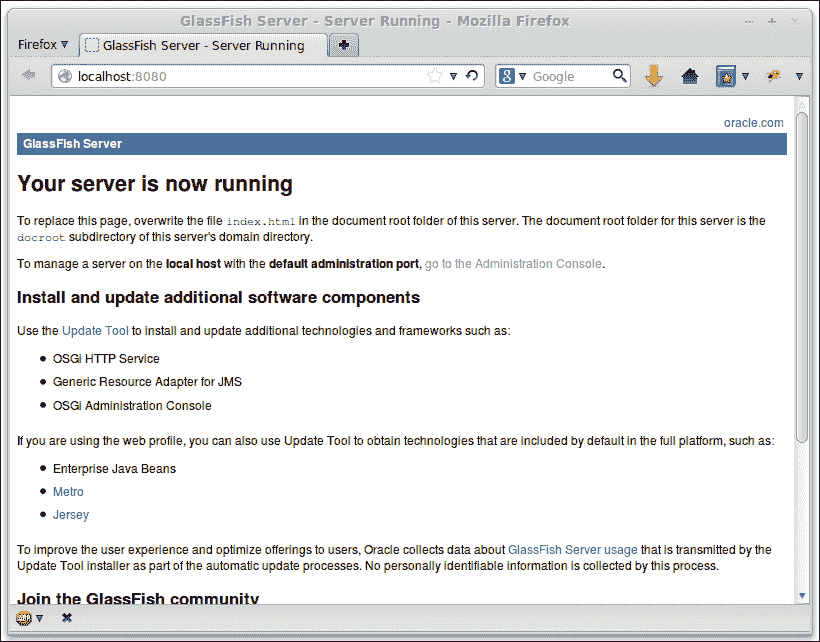 GlassFish Server - Server Running - Mozilla Firefox
Firefox
GlassFish Server - Server Running
localhost:8080
8
Google
oracle.com
GlassFish Server
Your server is now running
To replace this page, overwrite the file index.html in the document root folder of this server. The document root folder for this server is the
docroot subdirectory of this server's domain directory.
To manage a server on the local host with the default administration port, go to the Administration Console.
Install and update additional software components
Use the Update Tool to install and update additional technologies and frameworks such as:
OSGi HTTP Service
Generic Resource Adapter for JMS
OSGi Administration Console
If you are using the web profile, you can also use Update Tool to obtain technologies that are included by default in the full platform, such as:
Enterprise Java Beans
Metro
Jersey
To improve the user experience and optimize offerings to users, Oracle collects data about GlassFish Server usage that is transmitted by the
Update Tool installer as part of the automatic update processes. No personally identifiable information is collected by this process.
Join the GlassFish community